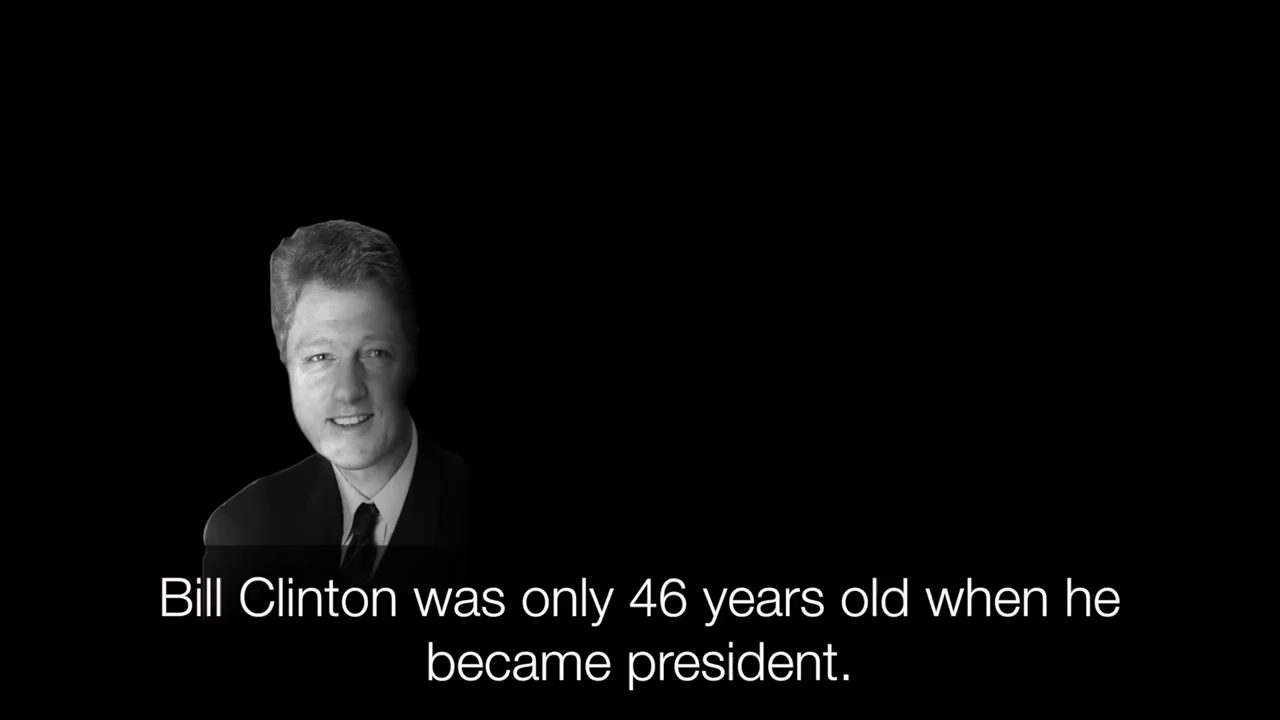 Bill Clinton was only 46 years old when he
became president.